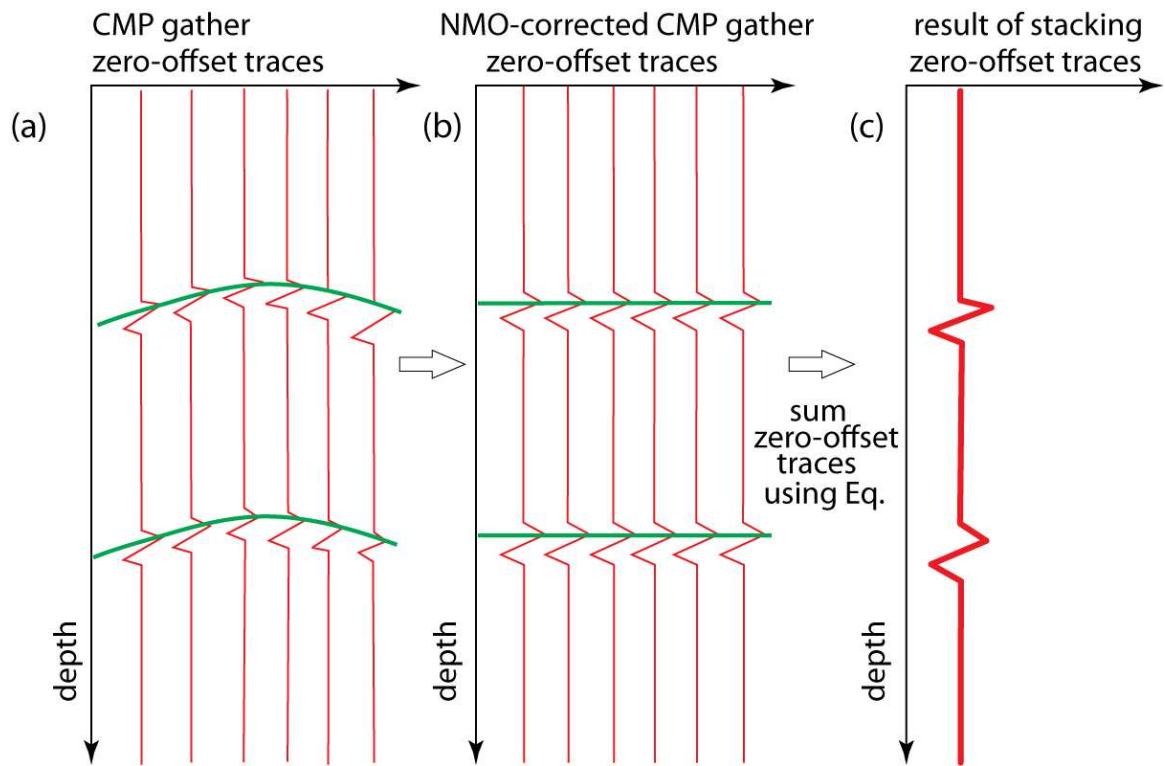 CMP gather
zero-offset traces
NMO-corrected CMP gather
zero-offset traces
result of stacking
zero-offset traces
(a)
(b)
(c)
sum
zero-offset
traces
using Eq.
depth
depth
depth